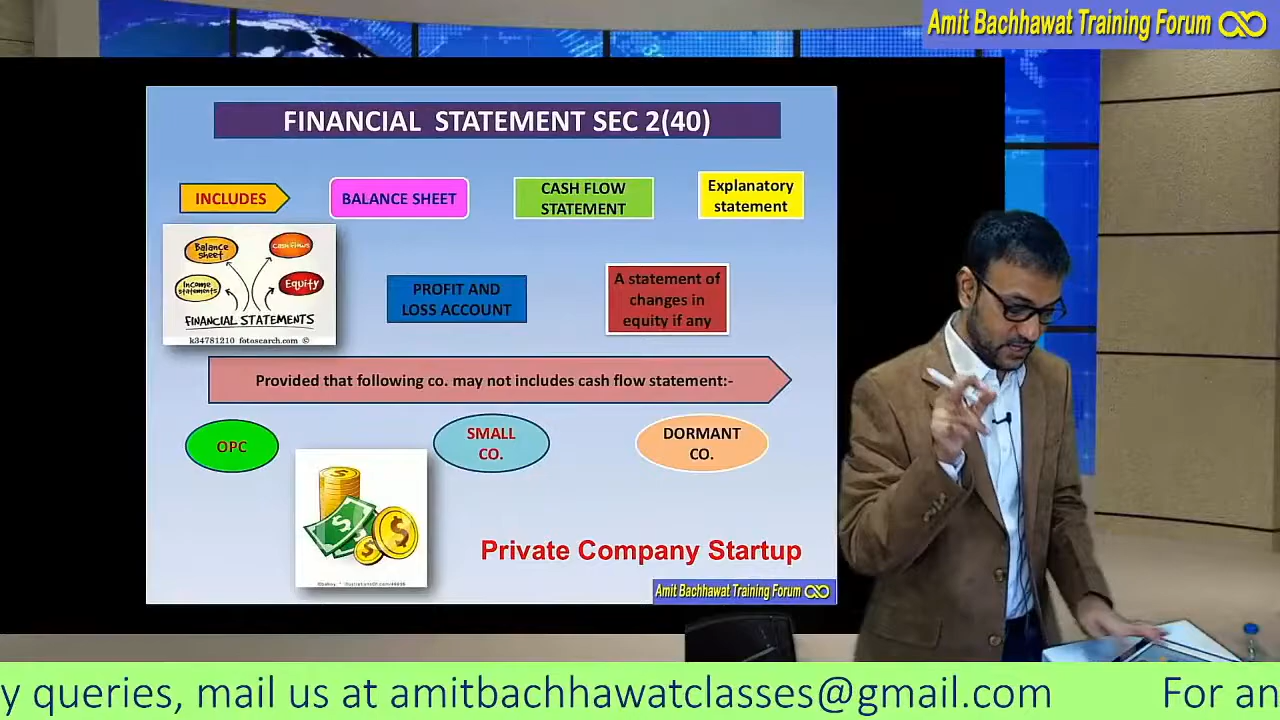 Amit Bachhawat Training Forum
FINANCIAL STATEMENT SEC 2(40)
INCLUDES
BALANCE SHEET
CASH FLOW
STATEMENT
Explanatory
statement
Balance
sheet
Cash flows
Income
statements
Equity
FINANCIAL STATEMENTS
k34781210 fotosearch.com ©
PROFIT AND
LOSS ACCOUNT
A statement of
changes in
equity if any
Provided that following co. may not includes cash flow statement:-
OPC
SMALL
CO.
DORMANT
CO.
Private Company Startup
Amit Bachhawat Training Forum
y queries, mail us at amitbachhawatclasses@gmail.com For an